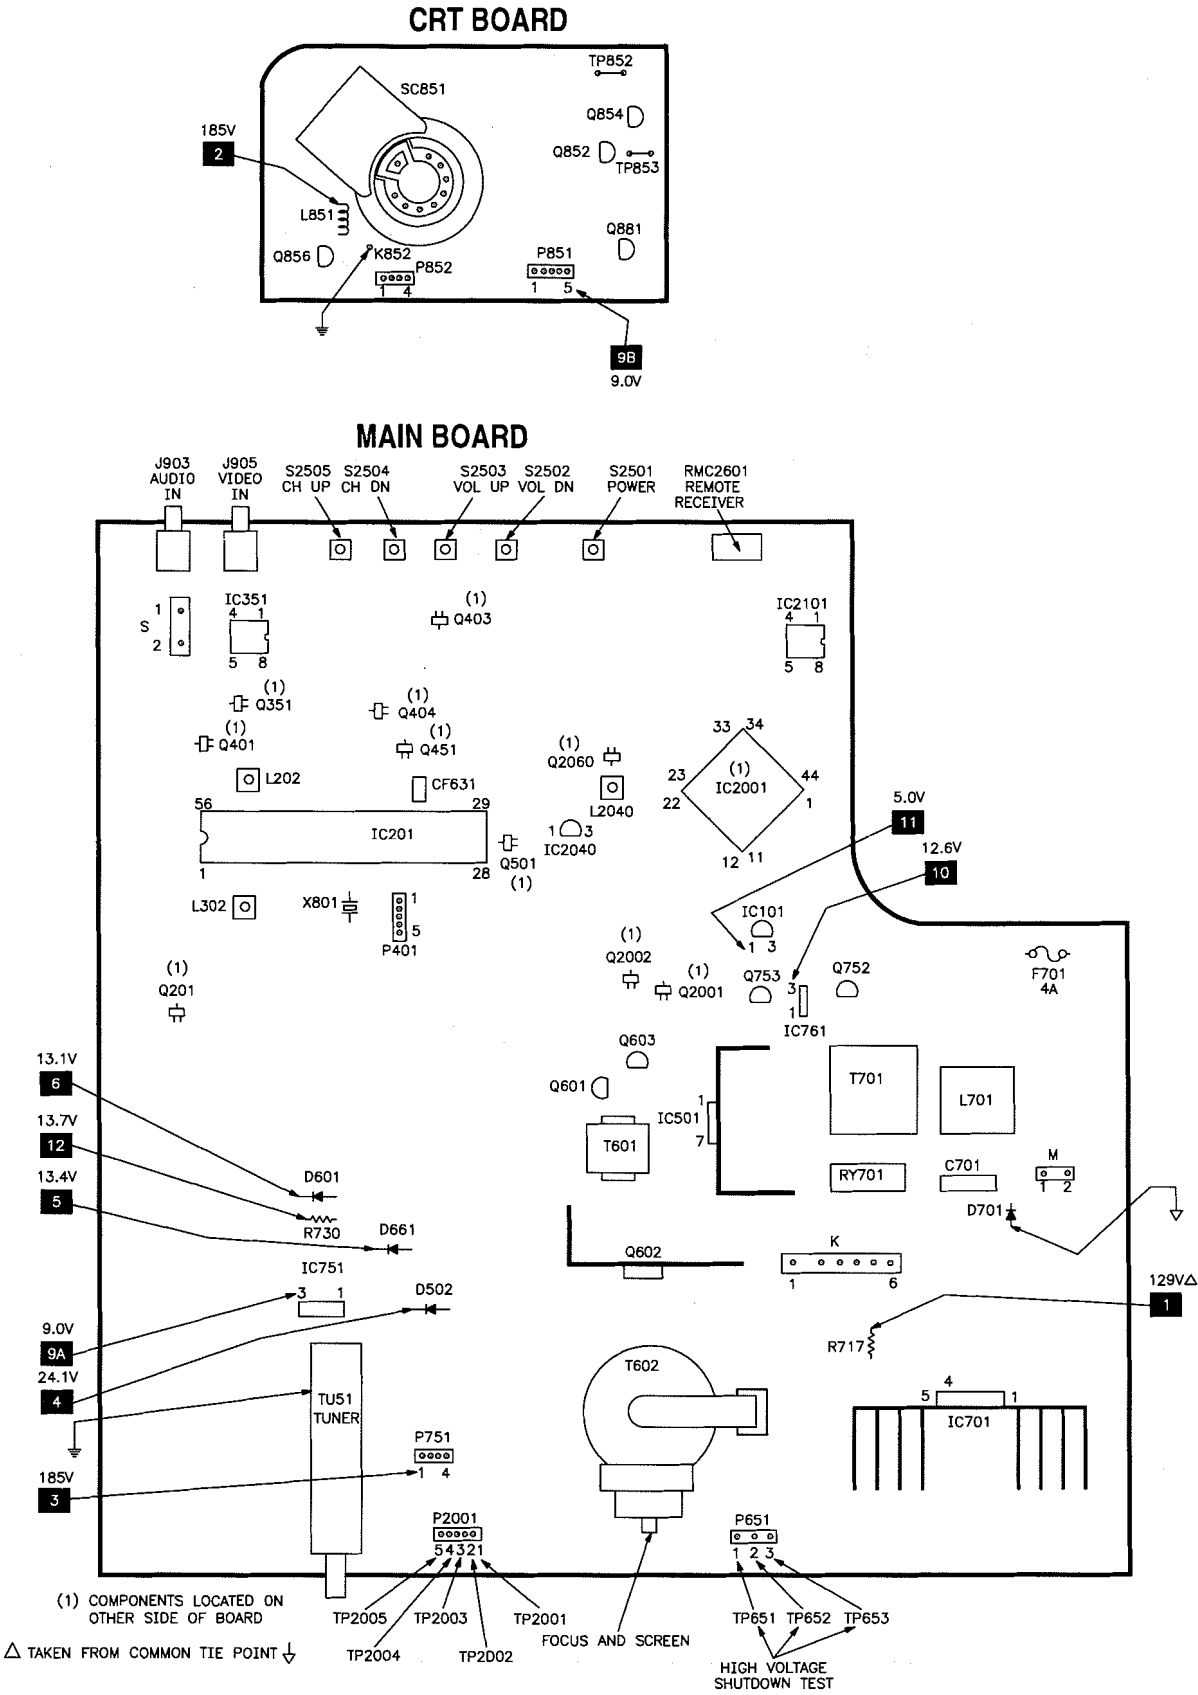 CRT BOARD
TP852
SC851
Q854
185V
2
Q852
TP853
L851
Q881
Q856
K852
P852
P851
1 4
1 5
9B
9.0V
MAIN BOARD
J903
AUDIO
IN
J905
VIDEO
IN
S2505
CH UP
S2504
CH DN
S2503
VOL UP
S2502
VOL DN
S2501
POWER
RMC2601
REMOTE
RECEIVER
S
1
2
IC351
4 1
5 8
(1)
Q403
IC2101
4 1
5 8
(1)
Q351
(1)
Q404
(1)
Q401
(1)
Q451
(1)
Q2060
33 34
23
22
(1)
IC2001
44
1
12 11
L202
CF631
L2040
56 29
IC201
1 28
1 3
IC2040
Q501
(1)
5.0V
11
12.6V
10
L302
X801
1
5
P401
IC101
1 3
(1)
Q2002
(1)
Q2001
Q753
3
1
IC761
Q752
F701
4A
(1)
Q201
Q603
Q601
T601
IC501
1
7
T701
L701
RY701
C701
M
1 2
D701
13.1V
6
13.7V
12
13.4V
5
D601
R730
D661
IC751
3 1
D502
Q602
K
1 6
129V△
1
R717
9.0V
9A
24.1V
4
TU51
TUNER
T602
4
5 1
IC701
P751
1 4
185V
3
P2001
54321
P651
1 2 3
(1) COMPONENTS LOCATED ON
OTHER SIDE OF BOARD
TP2005
TP2003
TP2001
TP2004
TP2D02
FOCUS AND SCREEN
TP651
TP652
TP653
△ TAKEN FROM COMMON TIE POINT
HIGH VOLTAGE
SHUTDOWN TEST